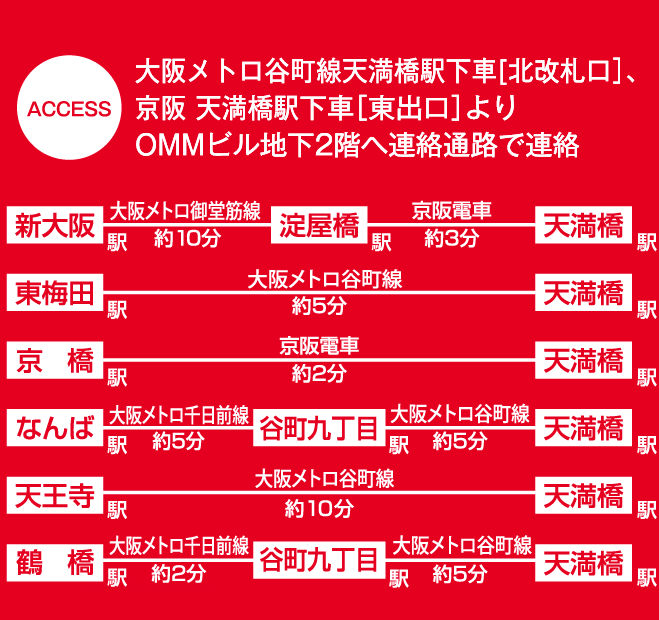 ACCESS
大阪メトロ谷町線天満橋駅下車[北改札口]、
京阪 天満橋駅下車[東出口]より
OMMビル地下2階へ連絡通路で連絡
新大阪駅 大阪メトロ御堂筋線 約10分 淀屋橋駅 京阪電車 約3分 天満橋駅
東梅田駅 大阪メトロ谷町線 約5分 天満橋駅
京橋駅 京阪電車 約2分 天満橋駅
なんば駅 大阪メトロ千日前線 約5分 谷町九丁目駅 大阪メトロ谷町線 約5分 天満橋駅
天王寺駅 大阪メトロ谷町線 約10分 天満橋駅
鶴橋駅 大阪メトロ千日前線 約2分 谷町九丁目駅 大阪メトロ谷町線 約5分 天満橋駅